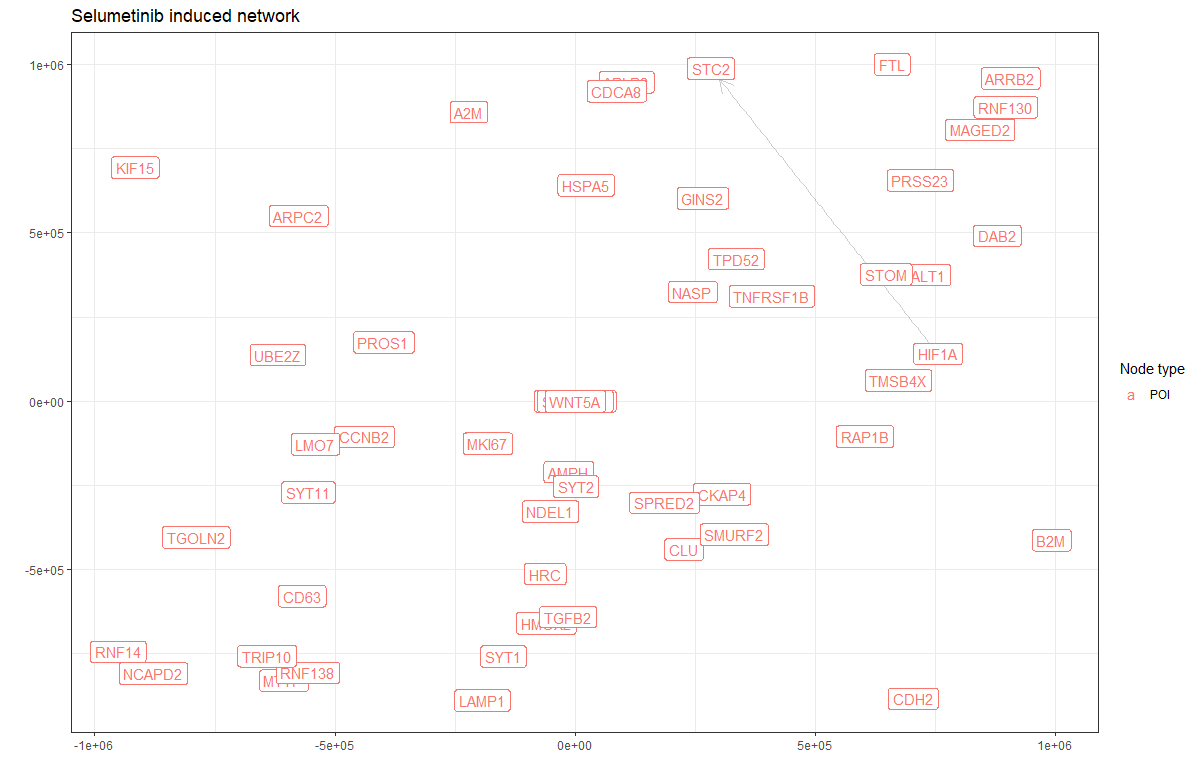 Selumetinib induced network
1e+06
5e+05
0e+00
-5e+05
-1e+06
-5e+05
0e+00
5e+05
1e+06
FTL
STC2
ARRB2
CDCA8
RNF130
A2M
MAGED2
KIF15
PRSS23
HSPA5
GINS2
ARPC2
DAB2
TPD52
STOM
ALT1
NASP
TNFRSF1B
PROS1
UBE2Z
HIF1A
TMSB4X
WNT5A
CCNB2
LMO7
MKI67
RAP1B
AMPH
SYT2
SYT11
CKAP4
SPRED2
NDEL1
TGOLN2
SMURF2
CLU
B2M
HRC
CD63
TGFB2
RNF14
TRIP10
SYT1
NCAPD2
RNF138
LAMP1
CDH2
Node type
a POI